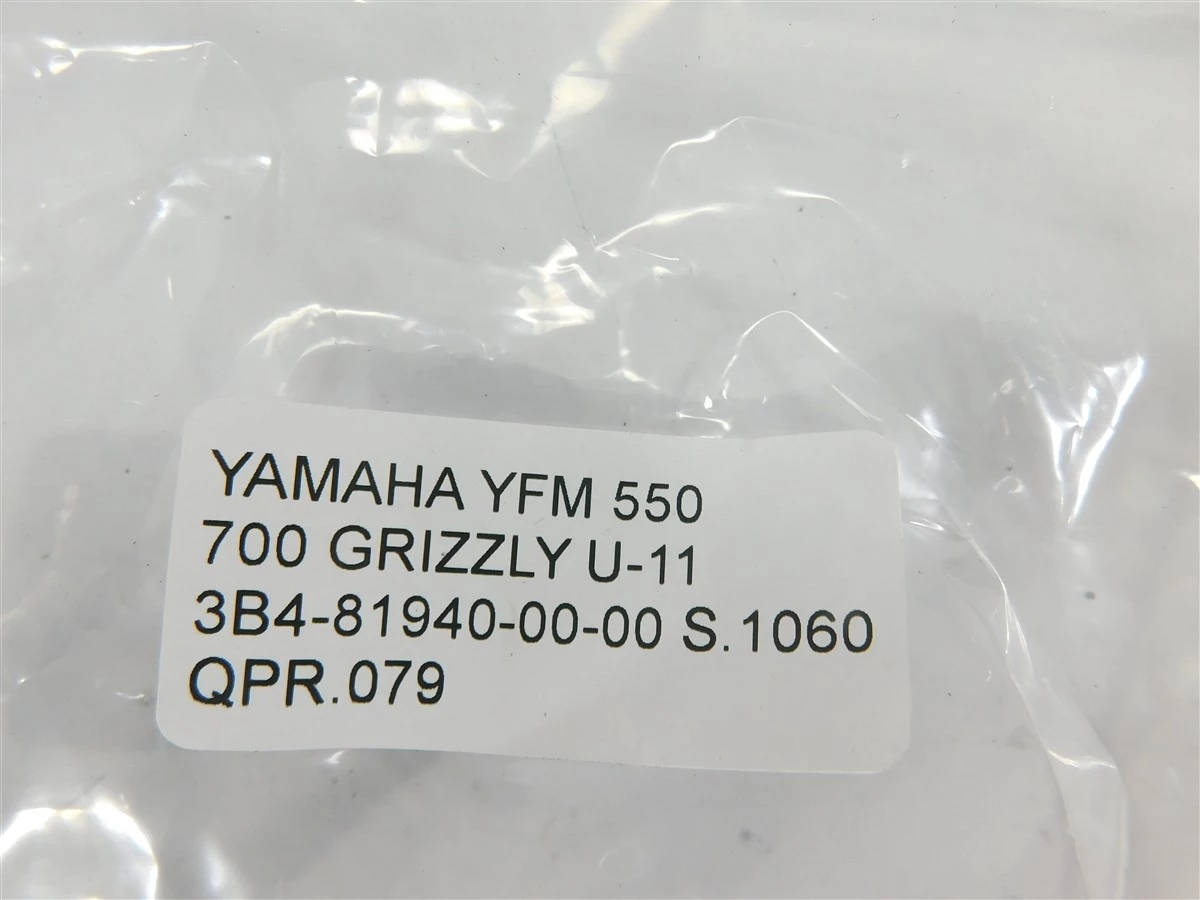 YAMAHA YFM 550
700 GRIZZLY U-11
3B4-81940-00-00 S.1060
QPR.079